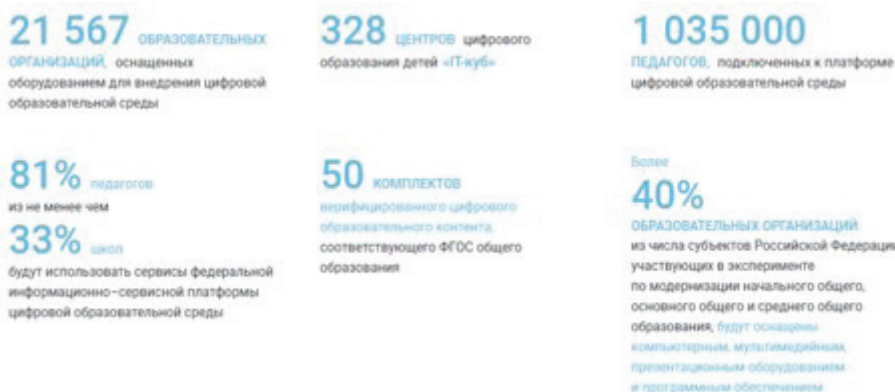 21 567 ОБРАЗОВАТЕЛЬНЫХ
ОРГАНИЗАЦИЙ, оснащенных
оборудованием для внедрения цифровой
образовательной среды
328 ЦЕНТРОВ цифрового
образования детей «IT-куб»
1 035 000
ПЕДАГОГОВ, подключенных к платформе
цифровой образовательной среды
81% педагогов
из не менее чем
33% школ
будут использовать сервисы федеральной
информационно-сервисной платформы
цифровой образовательной среды
50 КОМПЛЕКТОВ
верифицированного цифрового
образовательного контента,
соответствующего ФГОС общего
образования
Более
40%
ОБРАЗОВАТЕЛЬНЫХ ОРГАНИЗАЦИЙ
из числа субъектов Российской Федерации
участвующих в эксперименте
по модернизации начального общего,
основного общего и среднего общего
образования, будут оснащены
компьютерным, мультимедийным,
презентационным оборудованием
и программным обеспечением